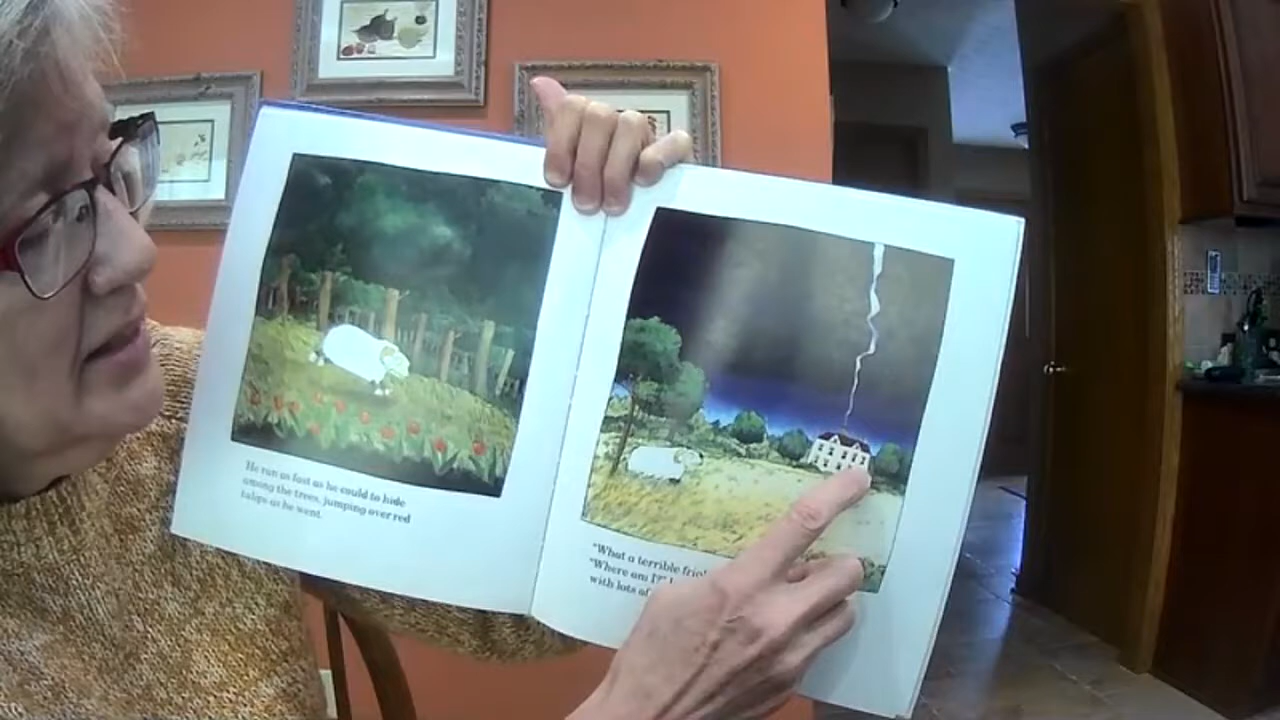 He ran as fast as he could to hide
among the trees, jumping over red
tulips as he went.
"What a terrible
"Where am I?"
with lots of